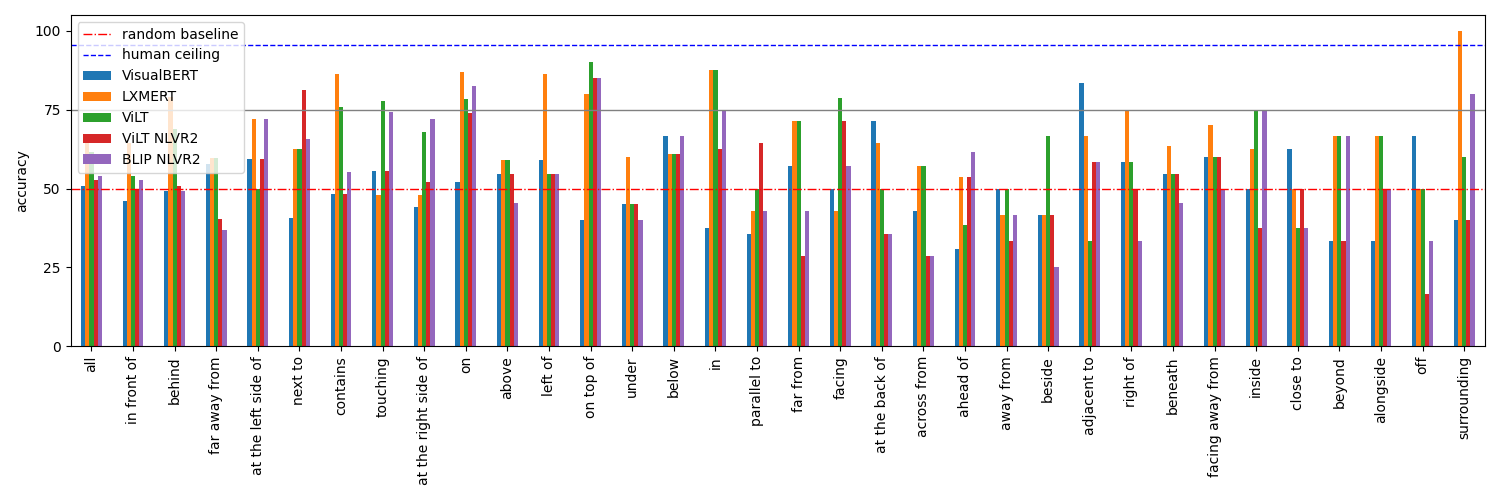 random baseline
human ceiling
VisualBERT
LXMERT
ViLT
ViLT NLVR2
BLIP NLVR2
accuracy
100
75
50
25
0
all
in front of
behind
far away from
at the left side of
next to
contains
touching
at the right side of
on
above
left of
on top of
under
below
in
parallel to
far from
facing
at the back of
across from
ahead of
away from
beside
adjacent to
right of
beneath
facing away from
inside
close to
beyond
alongside
off
surrounding